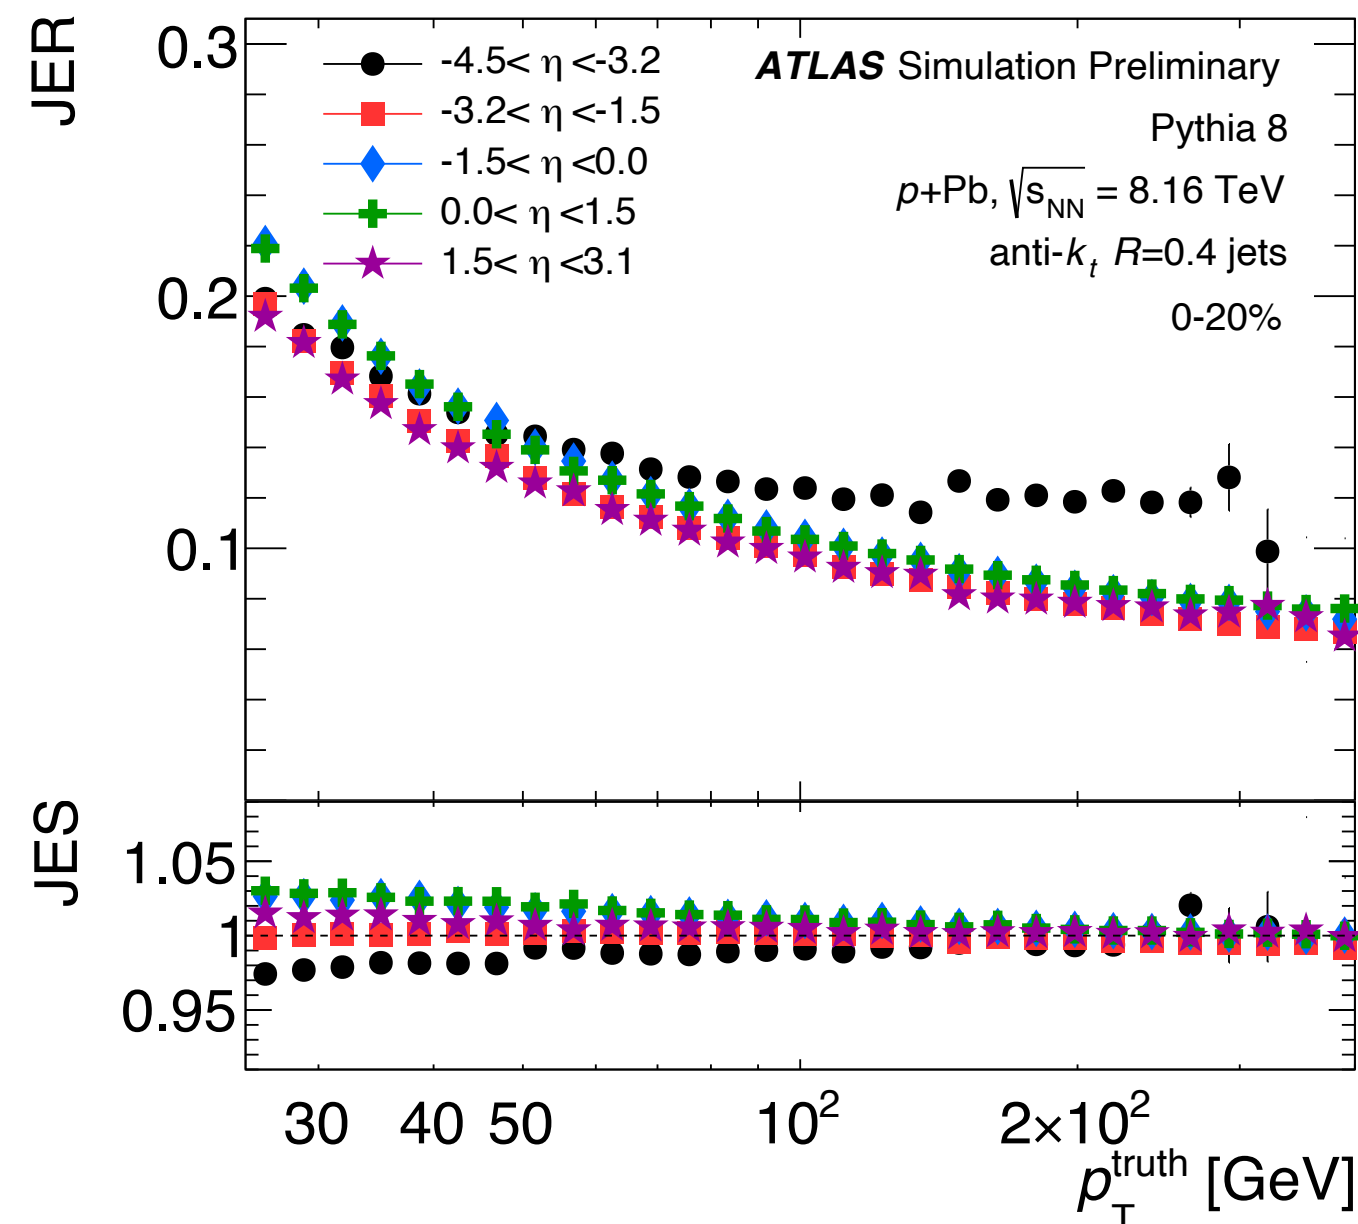 JER
0.3
0.2
0.1
-4.5< η <-3.2
-3.2< η <-1.5
-1.5< η <0.0
0.0< η <1.5
1.5< η <3.1
ATLAS Simulation Preliminary
Pythia 8
p+Pb, √s_NN = 8.16 TeV
anti-k_t R=0.4 jets
0-20%
JES
1.05
1
0.95
30 40 50 10² 2×10²
p_T^truth [GeV]